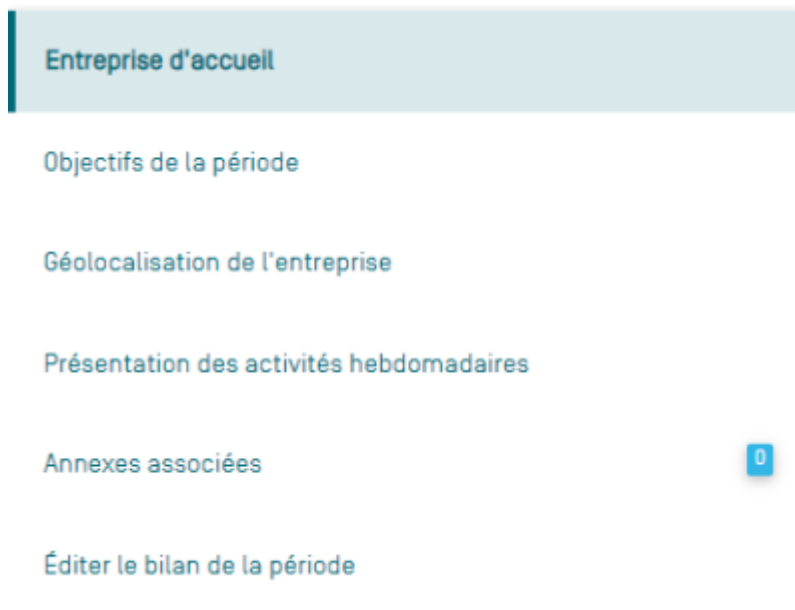 Entreprise d'accueil
Objectifs de la période
Géolocalisation de l'entreprise
Présentation des activités hebdomadaires
Annexes associées 0
Éditer le bilan de la période